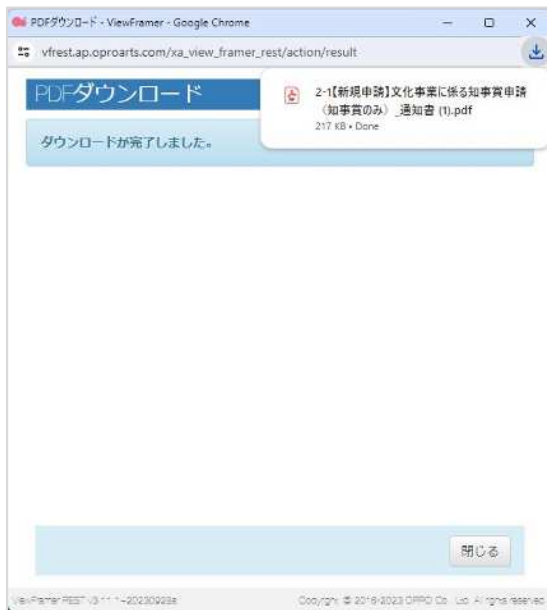 PDFダウンロード - ViewFramer - Google Chrome
vfrest.ap.oproarts.com/xa_view_framer_rest/action/result
PDFダウンロード
2-1【新規申請】文化事業に係る知事賞申請
（知事賞のみ）_通知書 (1).pdf
217 KB • Done
ダウンロードが完了しました。
閉じる
ViewFramer REST
Copyright © 2016-2023 OPRO Co., Ltd. All rights reserved.